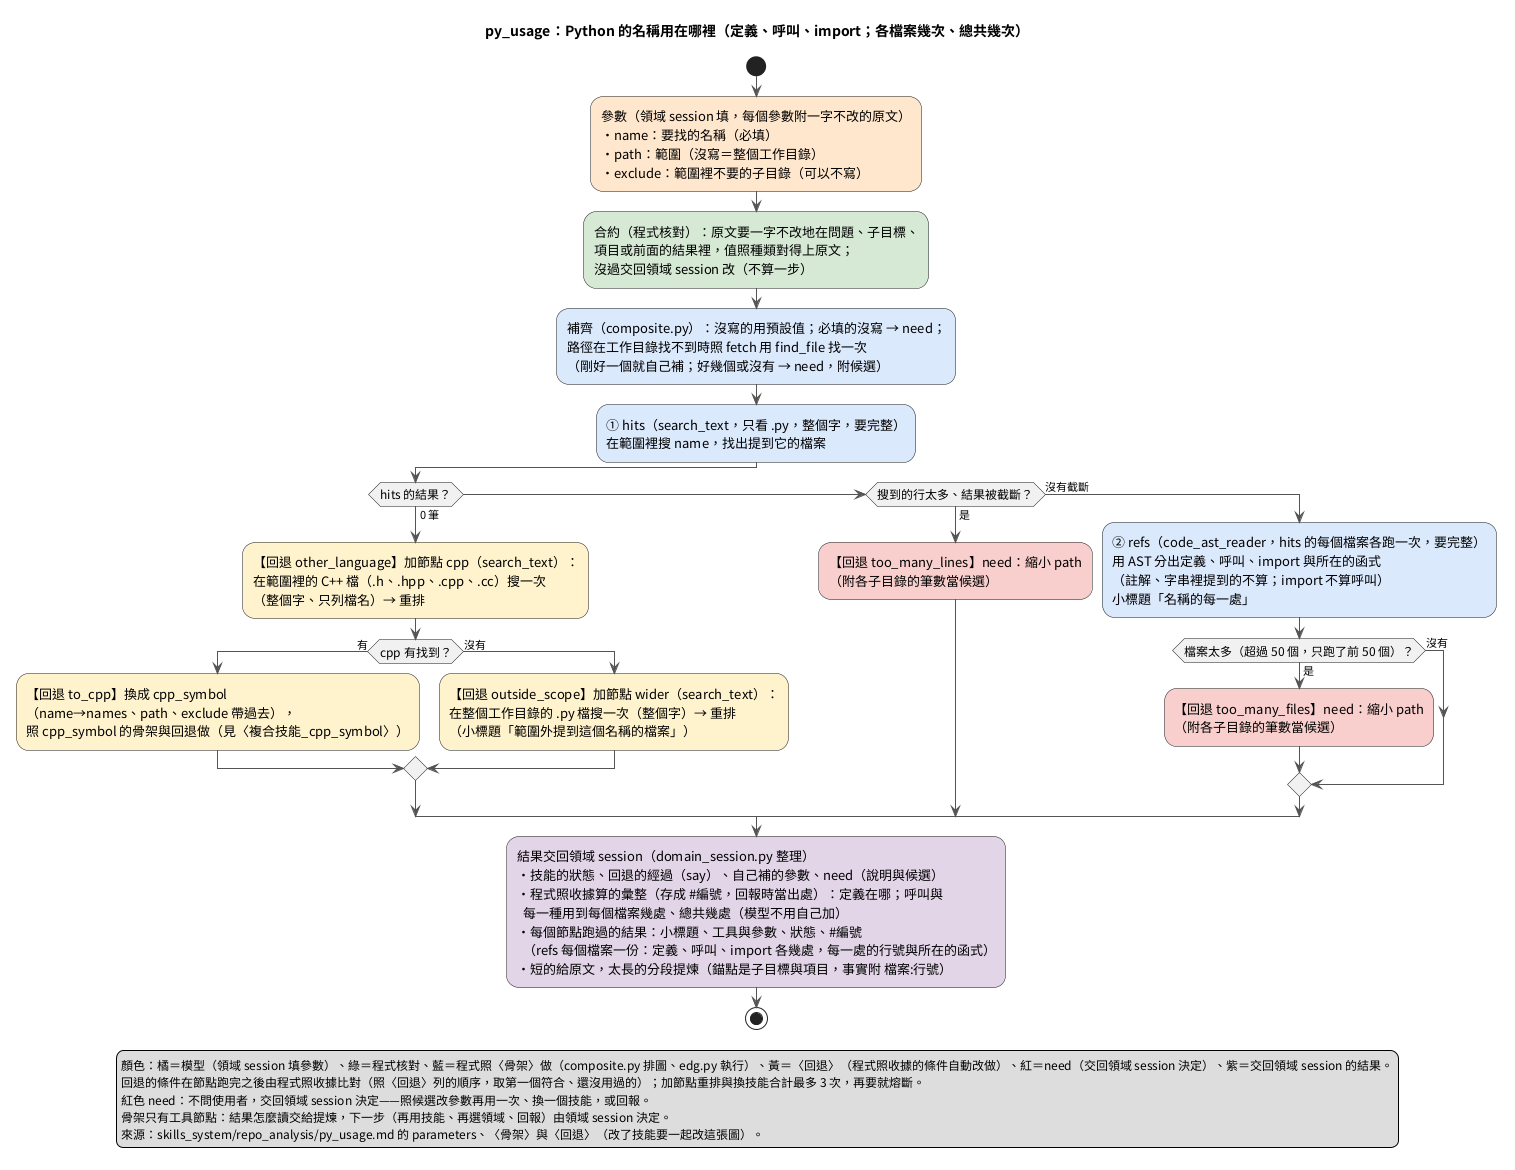 py_usage：Python 的名稱用在哪裡（定義、呼叫、import；各檔案幾次、總共幾次）
參數（領域 session 填，每個參數附一字不改的原文）
・name：要找的名稱（必填）
・path：範圍（沒寫＝整個工作目錄）
・exclude：範圍裡不要的子目錄（可以不寫）
合約（程式核對）：原文要一字不改地在問題、子目標、
項目或前面的結果裡，值照種類對得上原文；
沒過交回領域 session 改（不算一步）
補齊（composite.py）：沒寫的用預設值；必填的沒寫 → need；
路徑在工作目錄找不到時照 fetch 用 find_file 找一次
（剛好一個就自己補；好幾個或沒有 → need，附候選）
① hits（search_text，只看 .py，整個字，要完整）
在範圍裡搜 name，找出提到它的檔案
hits 的結果？
0 筆
搜到的行太多、結果被截斷？
沒有截斷
是
【回退 other_language】加節點 cpp（search_text）：
在範圍裡的 C++ 檔（.h、.hpp、.cpp、.cc）搜一次
（整個字、只列檔名）→ 重排
【回退 too_many_lines】need：縮小 path
（附各子目錄的筆數當候選）
② refs（code_ast_reader，hits 的每個檔案各跑一次，要完整）
用 AST 分出定義、呼叫、import 與所在的函式
（註解、字串裡提到的不算；import 不算呼叫）
小標題「名稱的每一處」
有
cpp 有找到？
沒有
檔案太多（超過 50 個，只跑了前 50 個）？
沒有
是
【回退 to_cpp】換成 cpp_symbol
（name→names、path、exclude 帶過去），
照 cpp_symbol 的骨架與回退做（見〈複合技能_cpp_symbol〉）
【回退 outside_scope】加節點 wider（search_text）：
在整個工作目錄的 .py 檔搜一次（整個字）→ 重排
（小標題「範圍外提到這個名稱的檔案」）
【回退 too_many_files】need：縮小 path
（附各子目錄的筆數當候選）
結果交回領域 session（domain_session.py 整理）
・技能的狀態、回退的經過（say）、自己補的參數、need（說明與候選）
・程式照收據算的彙整（存成 #編號，回報時當出處）：定義在哪；呼叫與
每一種用到每個檔案幾處、總共幾處（模型不用自己加）
・每個節點跑過的結果：小標題、工具與參數、狀態、#編號
（refs 每個檔案一份：定義、呼叫、import 各幾處，每一處的行號與所在的函式）
・短的給原文，太長的分段提煉（錨點是子目標與項目，事實附 檔案:行號）
顏色：橘＝模型（領域 session 填參數）、綠＝程式核對、藍＝程式照〈骨架〉做（composite.py 排圖、edg.py 執行）、黃＝〈回退〉（程式照收據的條件自動改做）、紅＝need（交回領域 session 決定）、紫＝交回領域 session 的結果。
回退的條件在節點跑完之後由程式照收據比對（照〈回退〉列的順序，取第一個符合、還沒用過的）；加節點重排與換技能合計最多 3 次，再要就熔斷。
紅色 need：不問使用者，交回領域 session 決定——照候選改參數再用一次、換一個技能，或回報。
骨架只有工具節點：結果怎麼讀交給提煉，下一步（再用技能、再選領域、回報）由領域 session 決定。
來源：skills_system/repo_analysis/py_usage.md 的 parameters、〈骨架〉與〈回退〉（改了技能要一起改這張圖）。